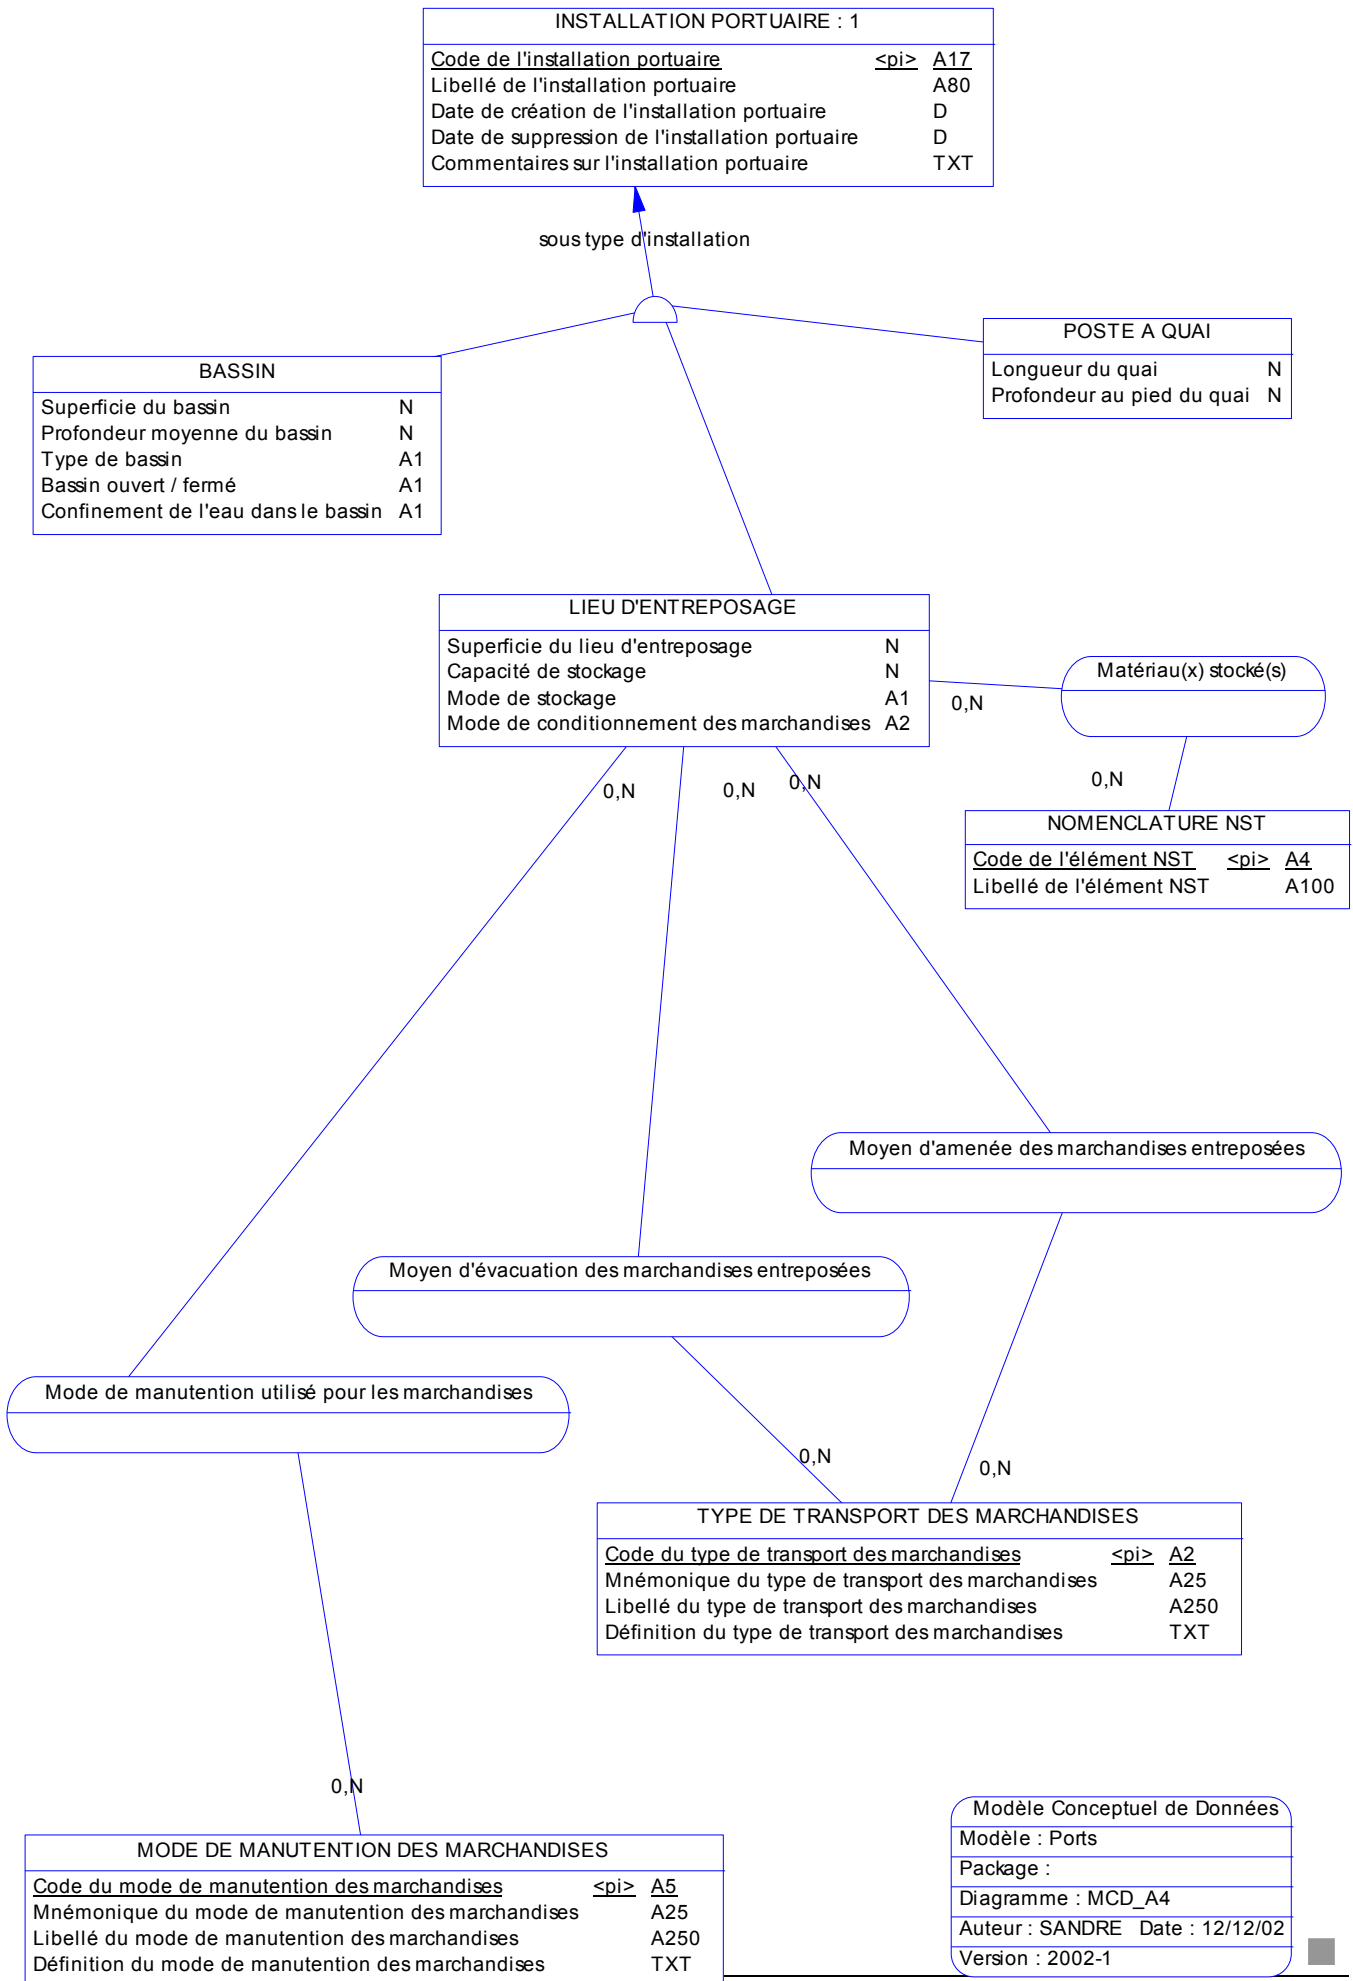 INSTALLATION PORTUAIRE : 1
Code de l'installation portuaire <pi> A17
Libellé de l'installation portuaire A80
Date de création de l'installation portuaire D
Date de suppression de l'installation portuaire D
Commentaires sur l'installation portuaire TXT
sous type d'installation
POSTE A QUAI
Longueur du quai N
Profondeur au pied du quai N
BASSIN
Superficie du bassin N
Profondeur moyenne du bassin N
Type de bassin A1
Bassin ouvert / fermé A1
Confinement de l'eau dans le bassin A1
LIEU D'ENTREPOSAGE
Superficie du lieu d'entreposage N
Capacité de stockage N
Mode de stockage A1
Mode de conditionnement des marchandises A2
Matériau(x) stocké(s)
0,N
0,N
0,N
0,N
0,N
NOMENCLATURE NST
Code de l'élément NST <pi> A4
Libellé de l'élément NST A100
Moyen d'amenée des marchandises entreposées
Moyen d'évacuation des marchandises entreposées
Mode de manutention utilisé pour les marchandises
0,N
0,N
TYPE DE TRANSPORT DES MARCHANDISES
Code du type de transport des marchandises <pi> A2
Mnémonique du type de transport des marchandises A25
Libellé du type de transport des marchandises A250
Définition du type de transport des marchandises TXT
0,N
MODE DE MANUTENTION DES MARCHANDISES
Code du mode de manutention des marchandises <pi> A5
Mnémonique du mode de manutention des marchandises A25
Libellé du mode de manutention des marchandises A250
Définition du mode de manutention des marchandises TXT
Modèle Conceptuel de Données
Modèle : Ports
Package :
Diagramme : MCD_A4
Auteur : SANDRE Date : 12/12/02
Version : 2002-1